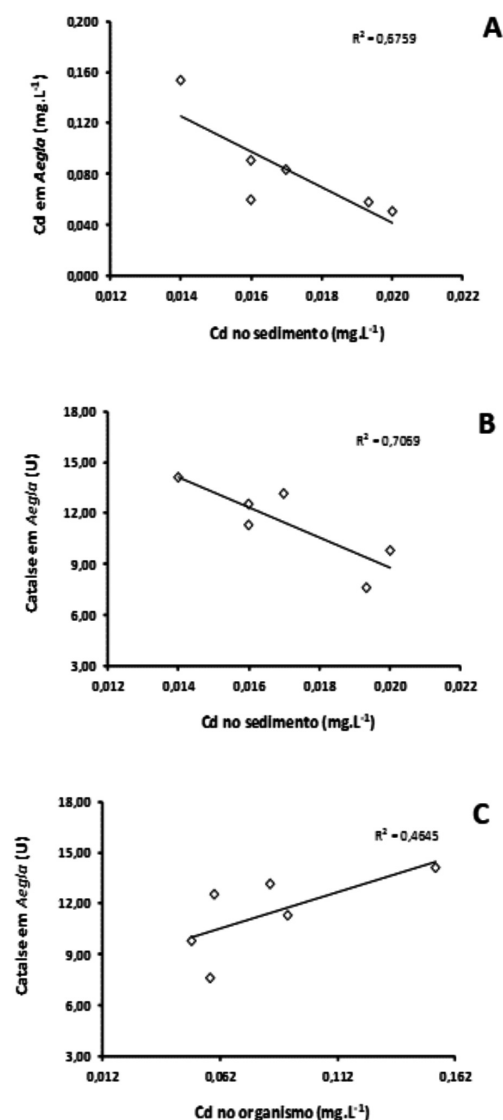 A
R² = 0,6759
Cd em Aegla (mg.L⁻¹)
0,200
0,160
0,120
0,080
0,040
0,000
0,012 0,014 0,016 0,018 0,020 0,022
Cd no sedimento (mg.L⁻¹)
B
R² = 0,7069
Catalse em Aegla (U)
18,00
15,00
12,00
9,00
6,00
3,00
0,012 0,014 0,016 0,018 0,020 0,022
Cd no sedimento (mg.L⁻¹)
C
R² = 0,4645
Catalse em Aegla (U)
18,00
15,00
12,00
9,00
6,00
3,00
0,012 0,062 0,112 0,162
Cd no organismo (mg.L⁻¹)